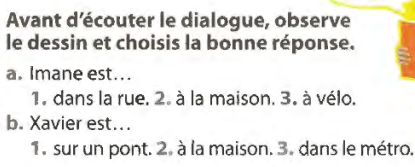 Avant d'écouter le dialogue, observe
le dessin et choisis la bonne réponse.
a. Imane est...
1. dans la rue. 2. à la maison. 3. à vélo.
b. Xavier est...
1. sur un pont. 2. à la maison. 3. dans le métro.